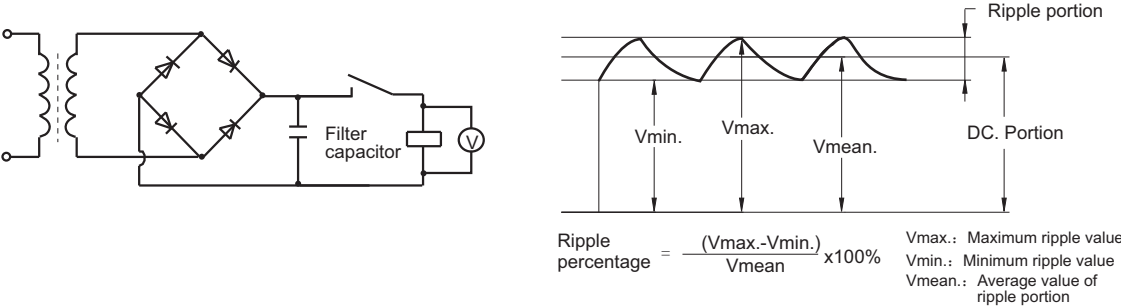 Filter
capacitor
V
Ripple portion
Vmin.
Vmax.
Vmean.
DC. Portion
Ripple
percentage = (Vmax.-Vmin.) / Vmean x100%
Vmax.: Maximum ripple value
Vmin.: Minimum ripple value
Vmean.: Average value of
ripple portion